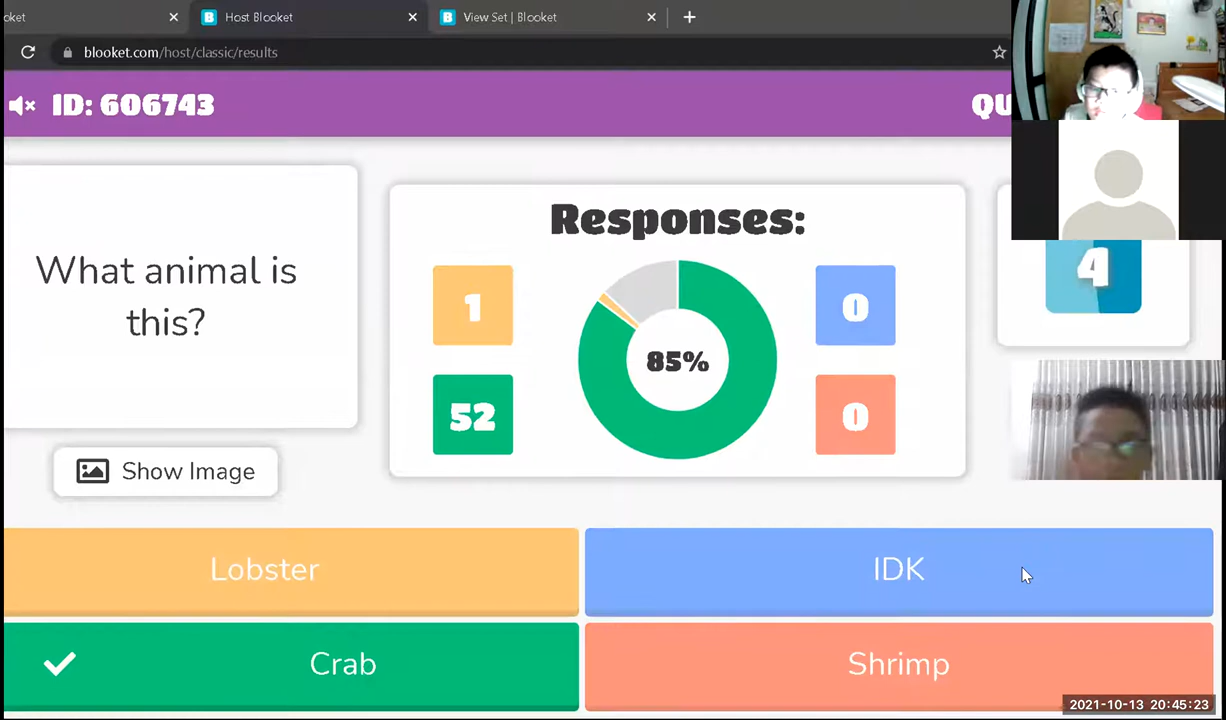 ooket
Host Blooket
View Set | Blooket
blooket.com/host/classic/results
ID: 606743
QU
What animal is
this?
Responses:
1
0
85%
52
0
4
Show Image
Lobster
IDK
Crab
Shrimp
2021-10-13 20:45:23